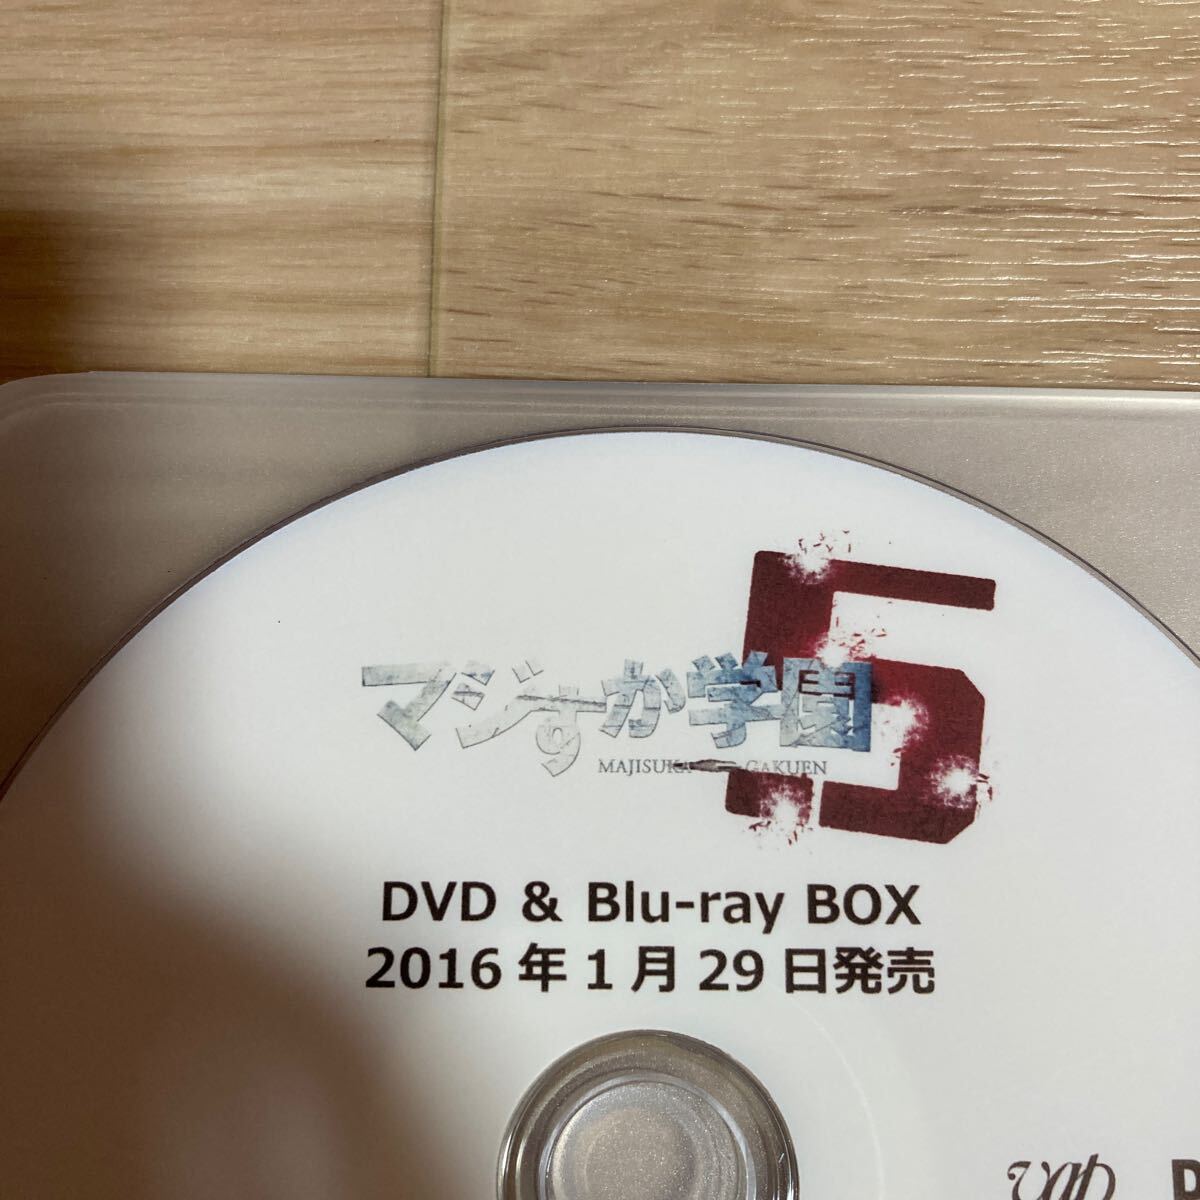 マジすか学園5
MAJISUKA GAKUEN
DVD & Blu-ray BOX
2016年1月29日発売
vap